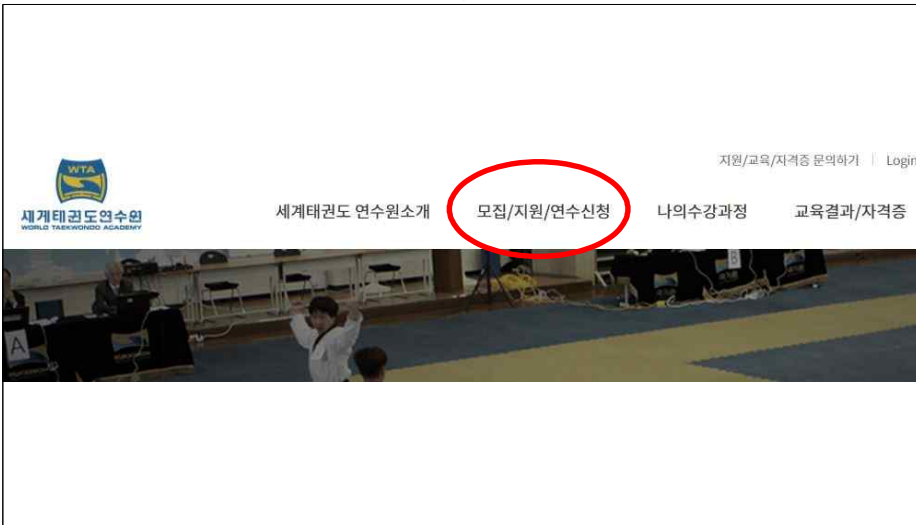 지원/교육/자격증 문의하기 | Login
WTA
세계태권도연수원
WORLD TAEKWONDO ACADEMY
세계태권도 연수원소개 모집/지원/연수신청 나의수강과정 교육결과/자격증
A
B